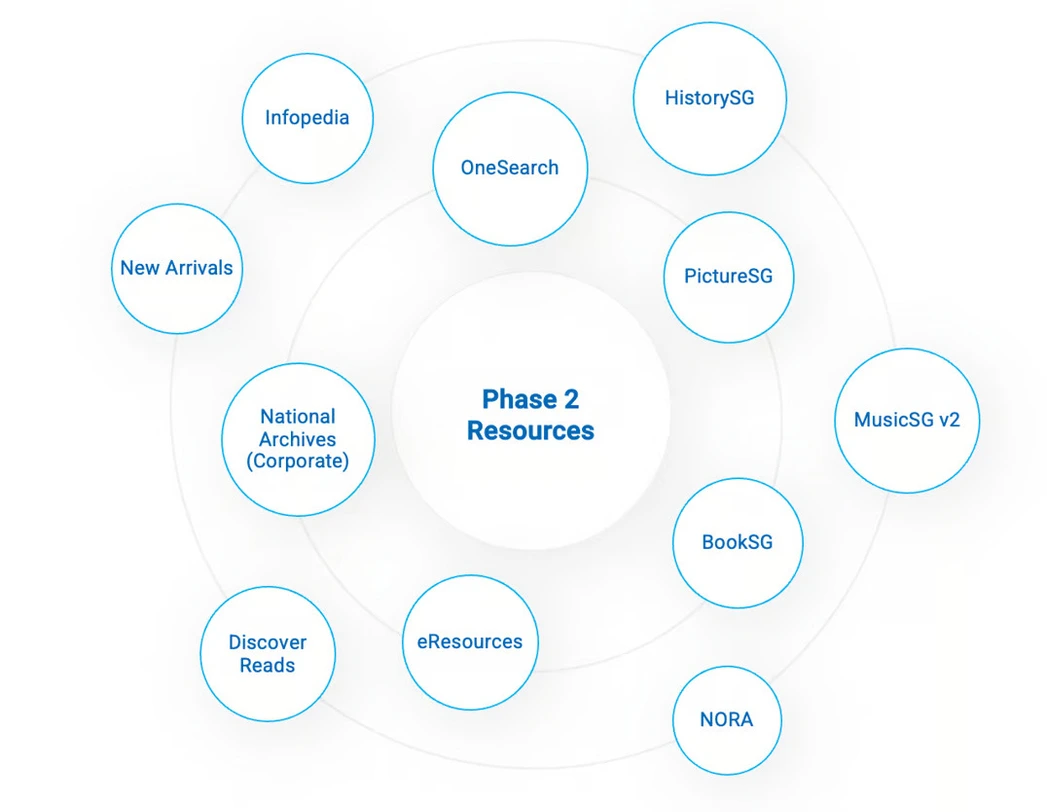 HistorySG
Infopedia
OneSearch
New Arrivals
PictureSG
Phase 2
Resources
National
Archives
(Corporate)
MusicSG v2
BookSG
Discover
Reads
eResources
NORA